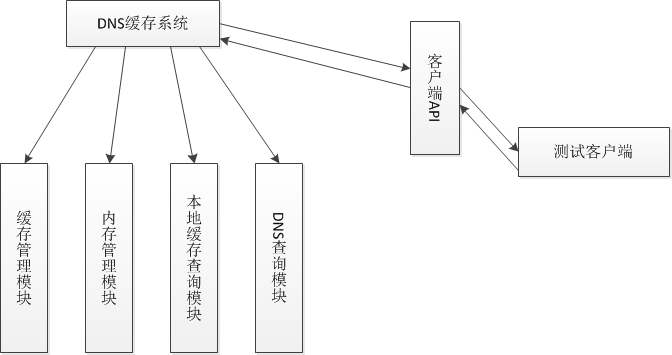 DNS缓存系统
客户端API
测试客户端
缓存管理模块
内存管理模块
本地缓存查询模块
DNS查询模块